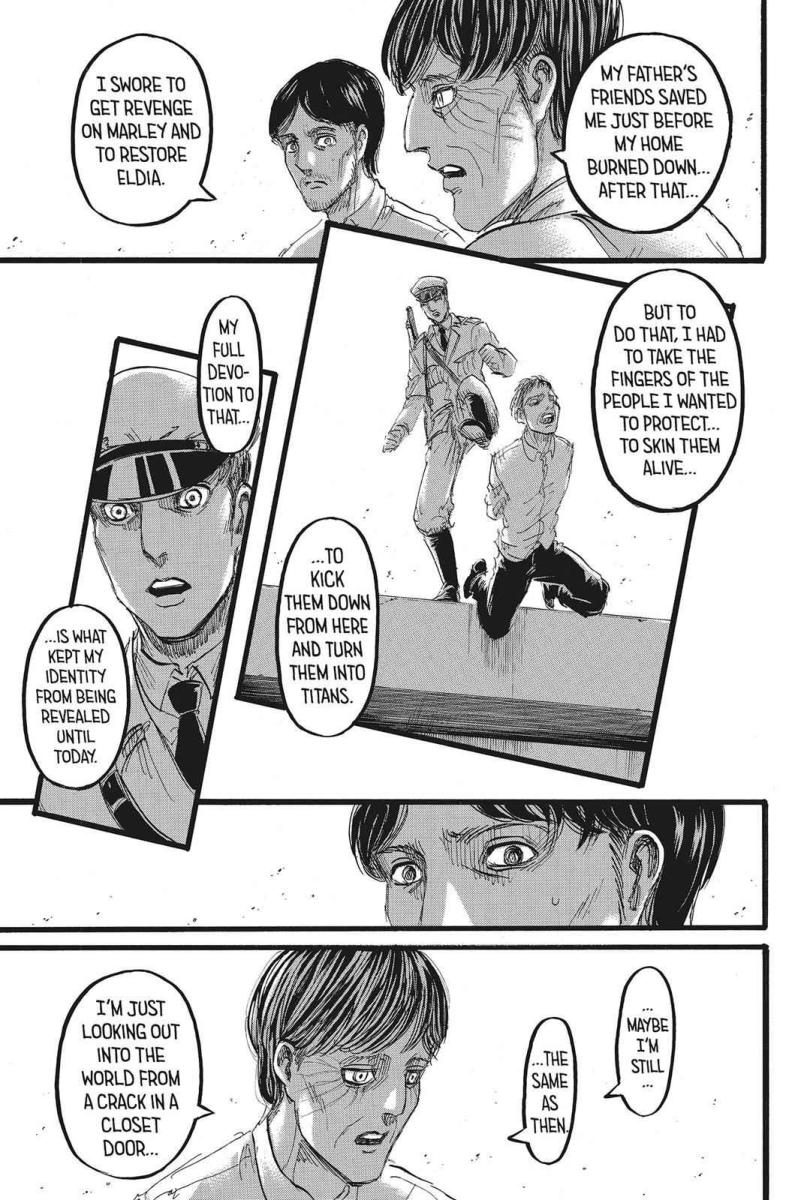 MY FATHER'S
FRIENDS SAVED
ME JUST BEFORE
MY HOME
BURNED DOWN...
AFTER THAT...
I SWORE TO
GET REVENGE
ON MARLEY AND
TO RESTORE
ELDIA.
BUT TO
DO THAT, I HAD
TO TAKE THE
FINGERS OF THE
PEOPLE I WANTED
TO PROTECT...
TO SKIN THEM
ALIVE...
...TO
KICK
THEM DOWN
FROM HERE
AND TURN
THEM INTO
TITANS.
MY
FULL
DEVO-
TION TO
THAT...
...IS WHAT
KEPT MY
IDENTITY
FROM BEING
REVEALED
UNTIL
TODAY.
...
MAYBE
I'M
STILL
...
...THE
SAME
AS
THEN.
I'M JUST
LOOKING OUT
INTO THE
WORLD FROM
A CRACK IN A
CLOSET
DOOR...